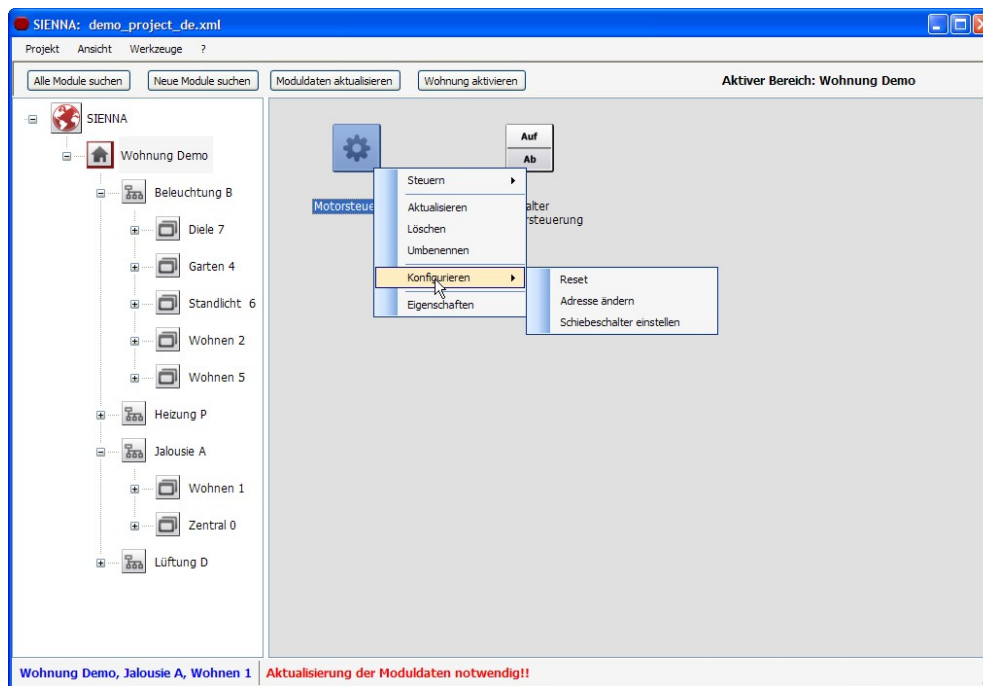 SIENNA: demo_project_de.xml
Projekt Ansicht Werkzeuge ?
Alle Module suchen Neue Module suchen Moduldaten aktualisieren Wohnung aktivieren Aktiver Bereich: Wohnung Demo
SIENNA
Wohnung Demo
Beleuchtung B
Diele 7
Garten 4
Standlicht 6
Wohnen 2
Wohnen 5
Heizung P
Jalousie A
Wohnen 1
Zentral 0
Lüftung D
Auf
Ab
Motorsteue
alter
rsteuerung
Steuern
Aktualisieren
Löschen
Umbenennen
Konfigurieren
Eigenschaften
Reset
Adresse ändern
Schiebeschalter einstellen
Wohnung Demo, Jalousie A, Wohnen 1 Aktualisierung der Moduldaten notwendig!!